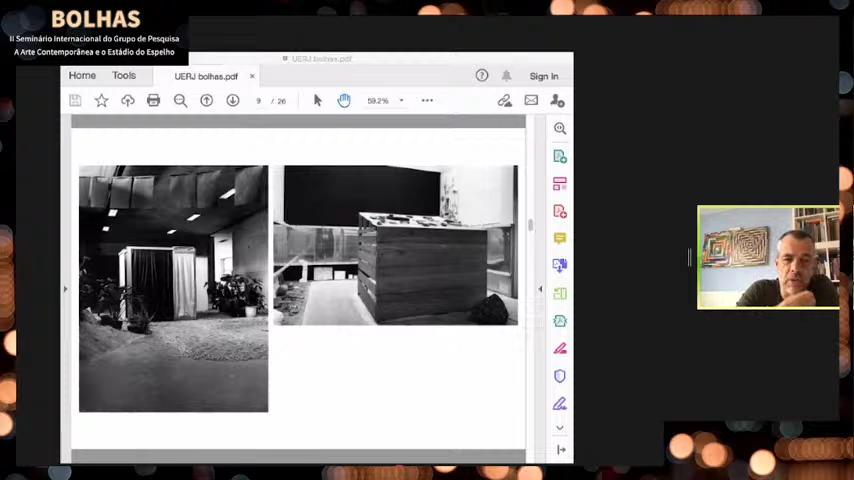 BOLHAS
II Seminário Internacional do Grupo de Pesquisa
A Arte Contemporânea e o Estádio do Espelho
UERJ bolhas.pdf
Home Tools UERJ bolhas.pdf × Sign In
9 / 26 59.2%